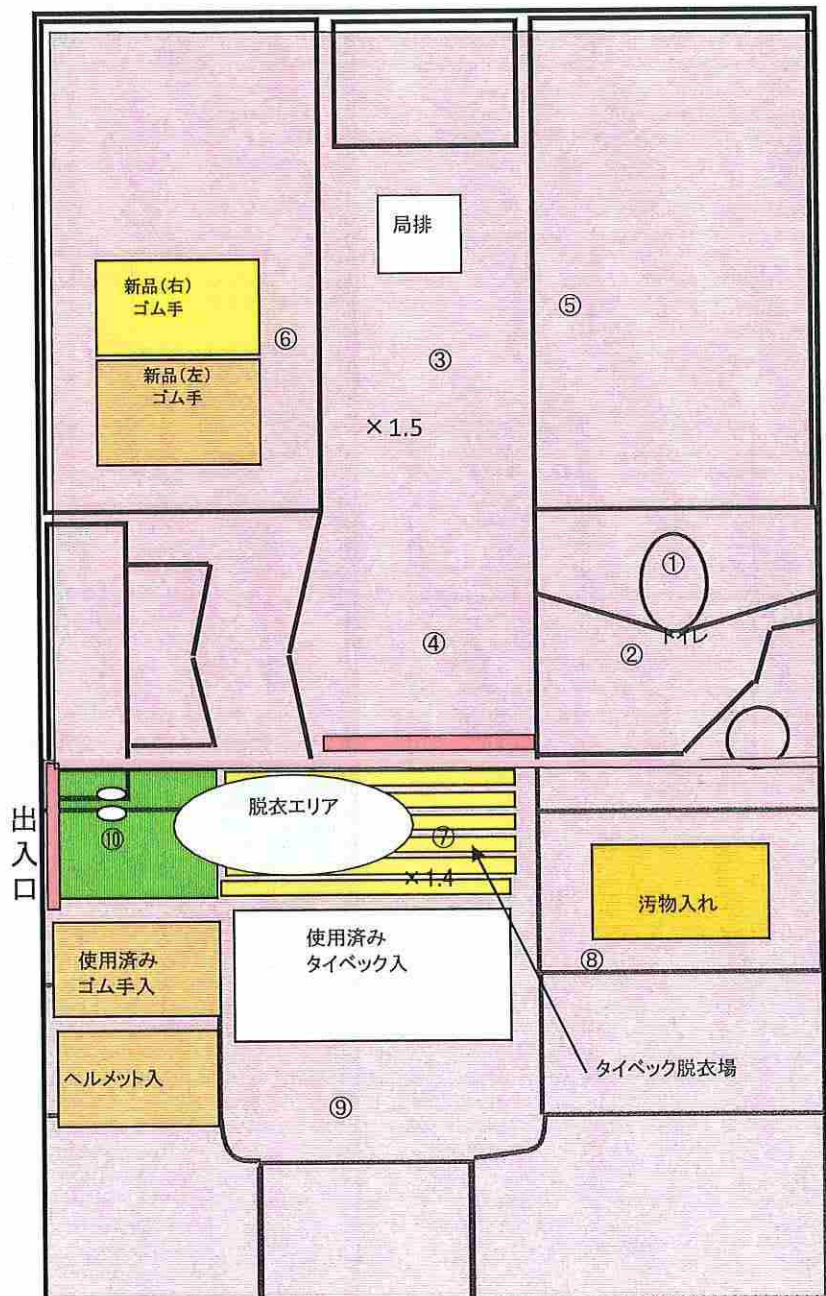 局排
新品(右)
ゴム手
⑤
⑥
③
新品(左)
ゴム手
×1.5
①
④
②
トイレ
脱衣エリア
出入口
⑩
⑦
×1.4
汚物入れ
使用済み
タイベック入
使用済み
ゴム手入
⑧
ヘルメット入
タイベック脱衣場
⑨